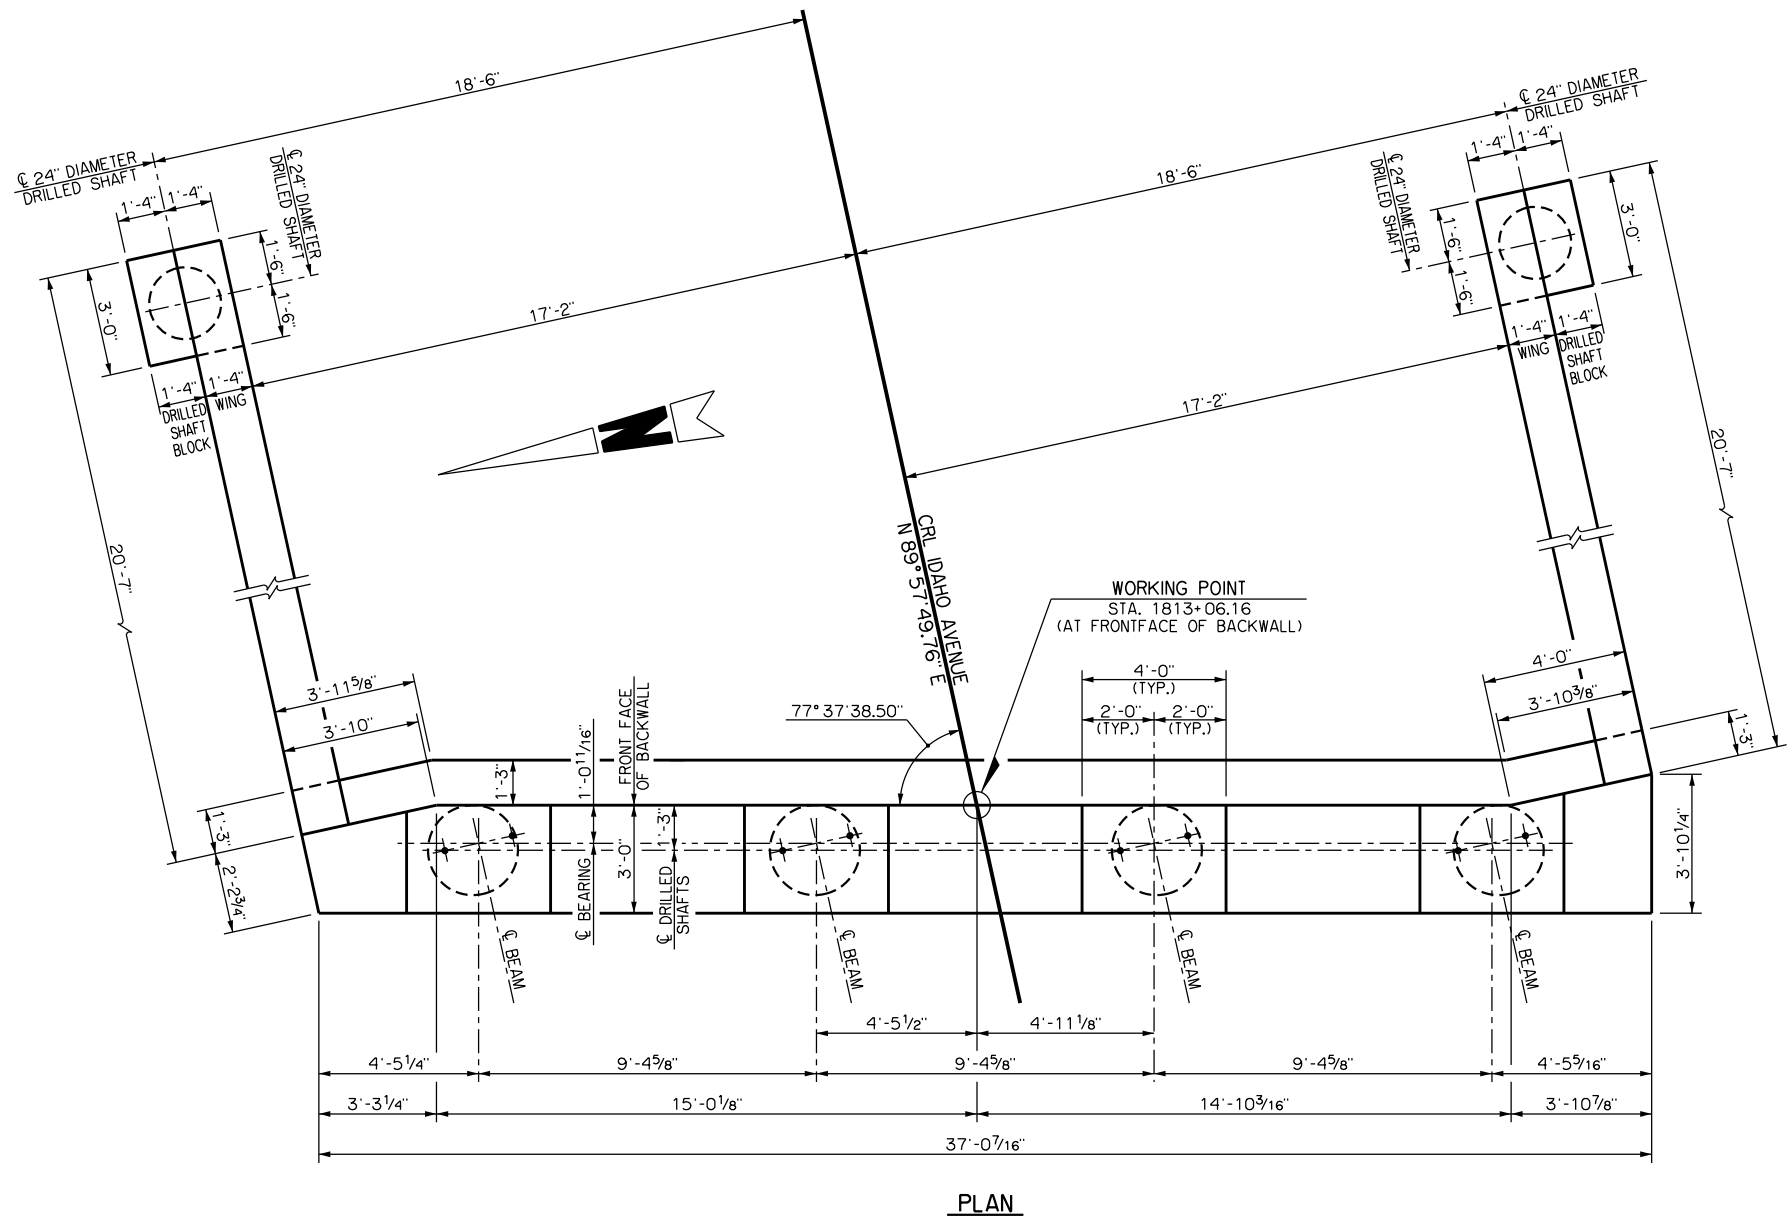 18'-6"
℄ 24" DIAMETER
DRILLED SHAFT
1'-4"
1'-4"
℄ 24" DIAMETER
DRILLED SHAFT
1'-6"
1'-6"
3'-0"
1'-4"
1'-4"
DRILLED
SHAFT
BLOCK
WING
17'-2"
18'-6"
℄ 24" DIAMETER
DRILLED SHAFT
1'-4"
1'-4"
℄ 24" DIAMETER
DRILLED SHAFT
1'-6"
1'-6"
3'-0"
1'-4"
1'-4"
WING
DRILLED
SHAFT
BLOCK
17'-2"
N
20'-7"
20'-7"
CRL IDAHO AVENUE
N 89°57'49.76" E
WORKING POINT
STA. 1813+06.16
(AT FRONTFACE OF BACKWALL)
4'-0"
(TYP.)
2'-0"
(TYP.)
2'-0"
(TYP.)
77°37'38.50"
3'-11 5/8"
3'-10"
1'-3"
1'-0 11/16"
FRONT FACE
OF BACKWALL
4'-0"
3'-10 3/8"
1'-3"
1'-3"
2'-2 3/4"
3'-0"
1'-3"
℄ BEARING
℄ DRILLED
SHAFTS
3'-10 1/4"
℄ BEAM
℄ BEAM
℄ BEAM
℄ BEAM
4'-5 1/2"
4'-11 1/8"
4'-5 1/4"
9'-4 5/8"
9'-4 5/8"
9'-4 5/8"
4'-5 5/16"
3'-3 1/4"
15'-0 1/8"
14'-10 3/16"
3'-10 7/8"
37'-0 7/16"
PLAN